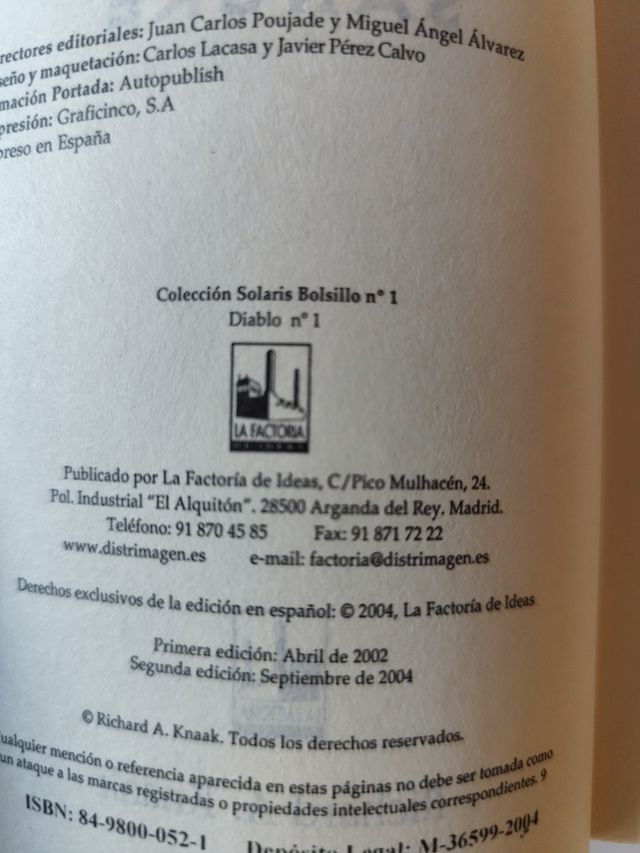 rectores editoriales: Juan Carlos Poujade y Miguel Ángel Álvarez
seño y maquetación: Carlos Lacasa y Javier Pérez Calvo
mación Portada: Autopublish
presión: Graficinco, S.A
preso en España
Colección Solaris Bolsillo nº 1
Diablo nº 1
LA FACTORIA
Publicado por La Factoría de Ideas, C/Pico Mulhacén, 24.
Pol. Industrial "El Alquitón". 28500 Arganda del Rey. Madrid.
Teléfono: 91 870 45 85 Fax: 91 871 72 22
www.distrimagen.es e-mail: factoria@distrimagen.es
Derechos exclusivos de la edición en español: © 2004, La Factoría de Ideas
Primera edición: Abril de 2002
Segunda edición: Septiembre de 2004
© Richard A. Knaak. Todos los derechos reservados.
ualquier mención o referencia aparecida en estas páginas no debe ser tomada como
un ataque a las marcas registradas o propiedades intelectuales correspondientes. 9
ISBN: 84-9800-052-1 Depósito Legal: M-36599-2004